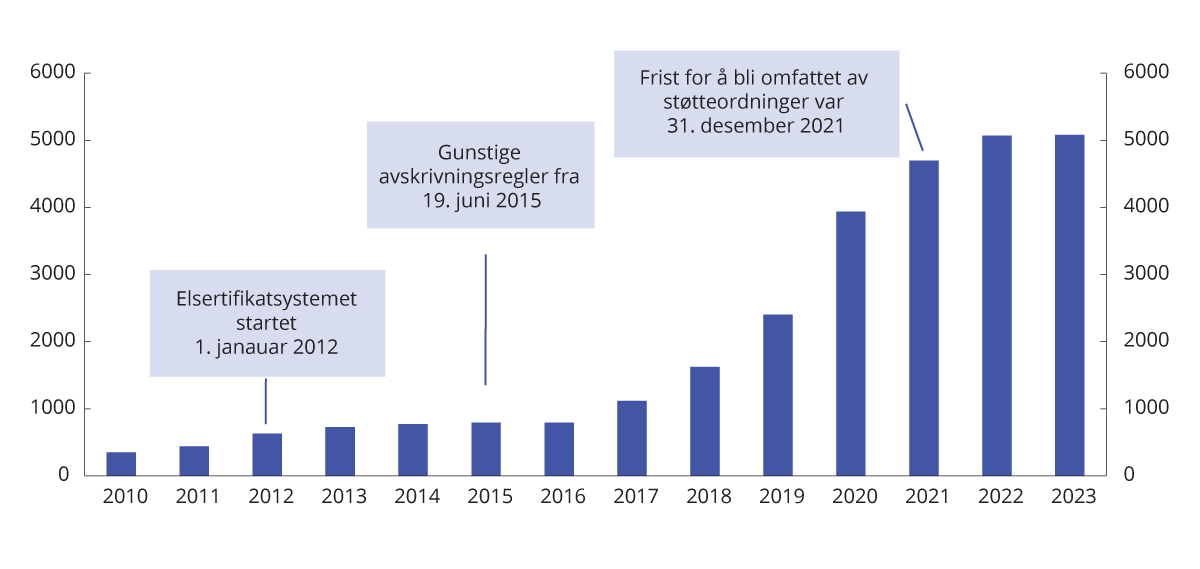 Frist for å bli omfattet av
støtteordninger var
31. desember 2021
Gunstige
avskrivningsregler fra
19. juni 2015
Elsertifikatsystemet
startet
1. janauar 2012
6000
5000
4000
3000
2000
1000
0
6000
5000
4000
3000
2000
1000
0
2010 2011 2012 2013 2014 2015 2016 2017 2018 2019 2020 2021 2022 2023